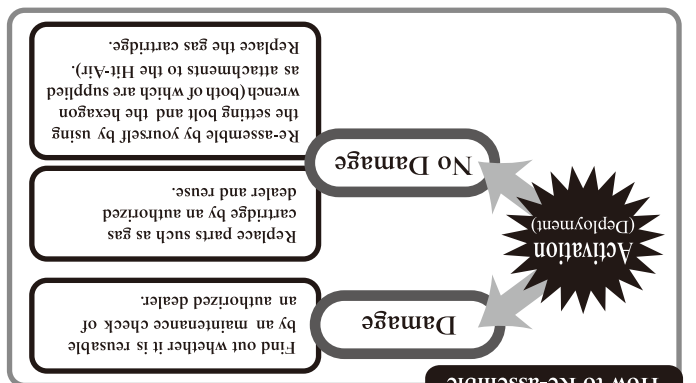 How to Re-assemble
Activation
(Deployment)
Damage
Find out whether it is reusable
by an maintenance check of
an authorized dealer.
No Damage
Replace parts such as gas
cartridge by an authorized
dealer and reuse.
Re-assemble by yourself by using
the setting bolt and the hexagon
wrench (both of which are supplied
as attachments to the Hit-Air).
Replace the gas cartridge.